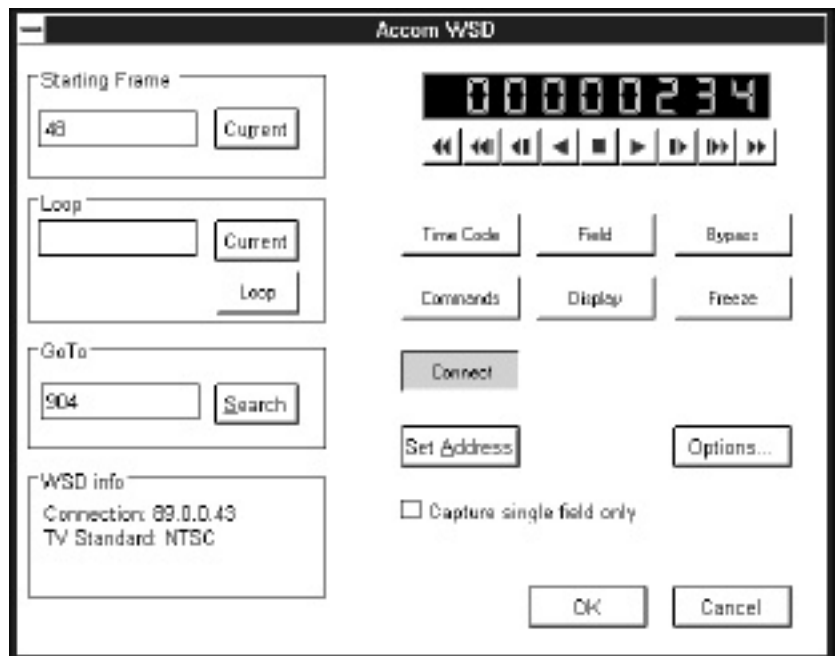 Accom WSD
Starting Frame
48
Current
00000234
Loop
Current
Loop
Time Code
Field
Bypass
Commands
Display
Freeze
GoTo
904
Search
Connect
Set Address
Options...
WSD info
Connection: 89.0.0.43
TV Standard: NTSC
Capture single field only
OK
Cancel